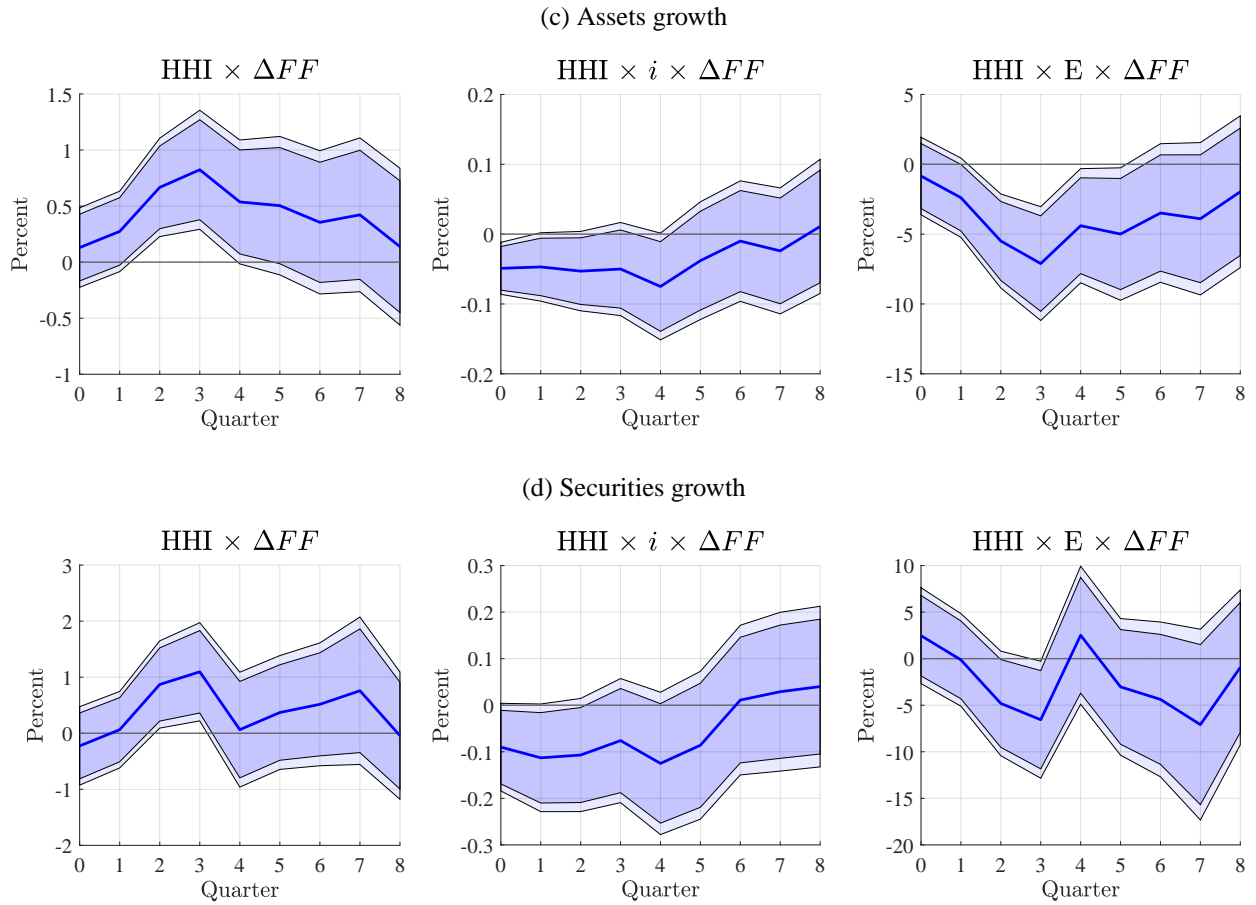 (c) Assets growth
HHI × ΔFF
HHI × i × ΔFF
HHI × E × ΔFF
Percent
1.5
1
0.5
0
-0.5
-1
0 1 2 3 4 5 6 7 8
Quarter
Percent
0.2
0.1
0
-0.1
-0.2
0 1 2 3 4 5 6 7 8
Quarter
Percent
5
0
-5
-10
-15
0 1 2 3 4 5 6 7 8
Quarter
(d) Securities growth
HHI × ΔFF
HHI × i × ΔFF
HHI × E × ΔFF
Percent
3
2
1
0
-1
-2
0 1 2 3 4 5 6 7 8
Quarter
Percent
0.3
0.2
0.1
0
-0.1
-0.2
-0.3
0 1 2 3 4 5 6 7 8
Quarter
Percent
10
5
0
-5
-10
-15
-20
0 1 2 3 4 5 6 7 8
Quarter